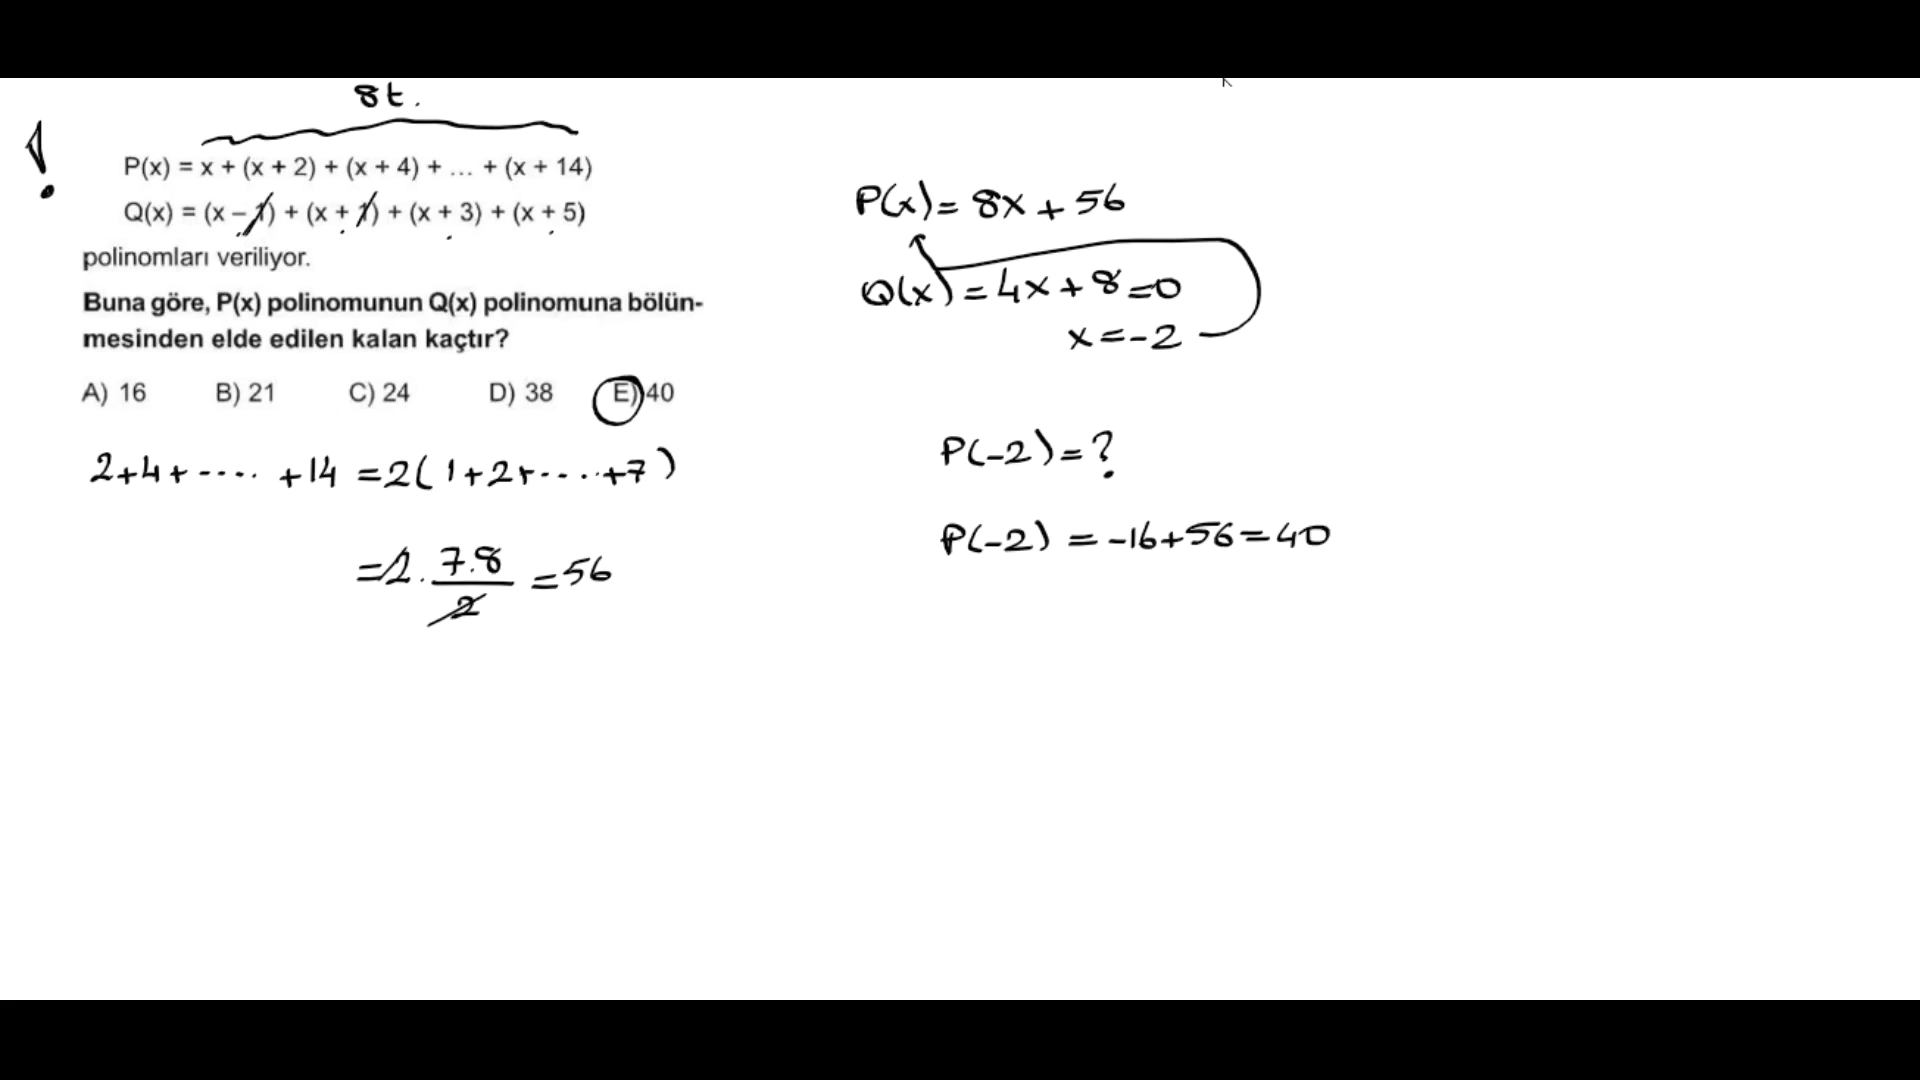 8t.
!
P(x) = x + (x + 2) + (x + 4) + ... + (x + 14)
Q(x) = (x – 1) + (x + 1) + (x + 3) + (x + 5)
polinomları veriliyor.
Buna göre, P(x) polinomunun Q(x) polinomuna bölün-
mesinden elde edilen kalan kaçtır?
A) 16 B) 21 C) 24 D) 38 E) 40
2+4+..... +14 = 2(1+2+.....+7)
= 2. 7.8/2 = 56
P(x) = 8x + 56
Q(x) = 4x + 8 = 0
x = -2
P(-2) = ?
P(-2) = -16+56 = 40